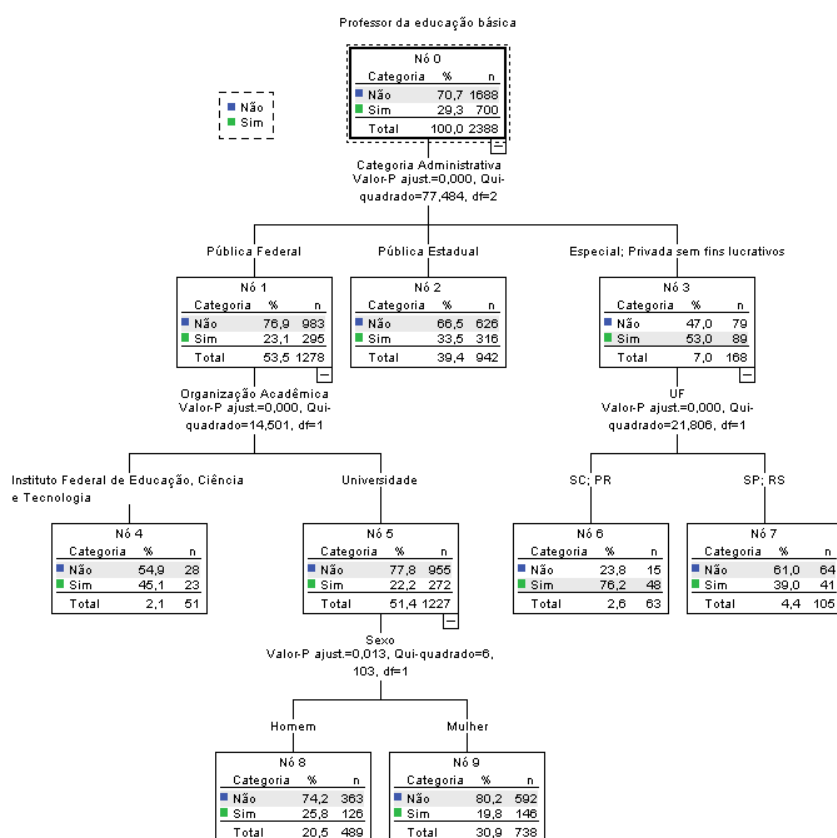 Professor da educação básica
Nó 0
Categoria % n
Não 70,7 1688
Sim 29,3 700
Total 100,0 2388
Não
Sim
Categoria Administrativa
Valor-P ajust.=0,000, Qui-
quadrado=77,484, df=2
Pública Federal
Pública Estadual
Especial; Privada sem fins lucrativos
Nó 1
Categoria % n
Não 76,9 983
Sim 23,1 295
Total 53,5 1278
Nó 2
Categoria % n
Não 66,5 626
Sim 33,5 316
Total 39,4 942
Nó 3
Categoria % n
Não 47,0 79
Sim 53,0 89
Total 7,0 168
Organização Acadêmica
Valor-P ajust.=0,000, Qui-
quadrado=14,501, df=1
UF
Valor-P ajust.=0,000, Qui-
quadrado=21,806, df=1
Instituto Federal de Educação, Ciência
e Tecnologia
Universidade
SC; PR
SP; RS
Nó 4
Categoria % n
Não 54,9 28
Sim 45,1 23
Total 2,1 51
Nó 5
Categoria % n
Não 77,8 955
Sim 22,2 272
Total 51,4 1227
Nó 6
Categoria % n
Não 23,8 15
Sim 76,2 48
Total 2,6 63
Nó 7
Categoria % n
Não 61,0 64
Sim 39,0 41
Total 4,4 105
Sexo
Valor-P ajust.=0,013, Qui-quadrado=6,
103, df=1
Homem
Mulher
Nó 8
Categoria % n
Não 74,2 363
Sim 25,8 126
Total 20,5 489
Nó 9
Categoria % n
Não 80,2 592
Sim 19,8 146
Total 30,9 738